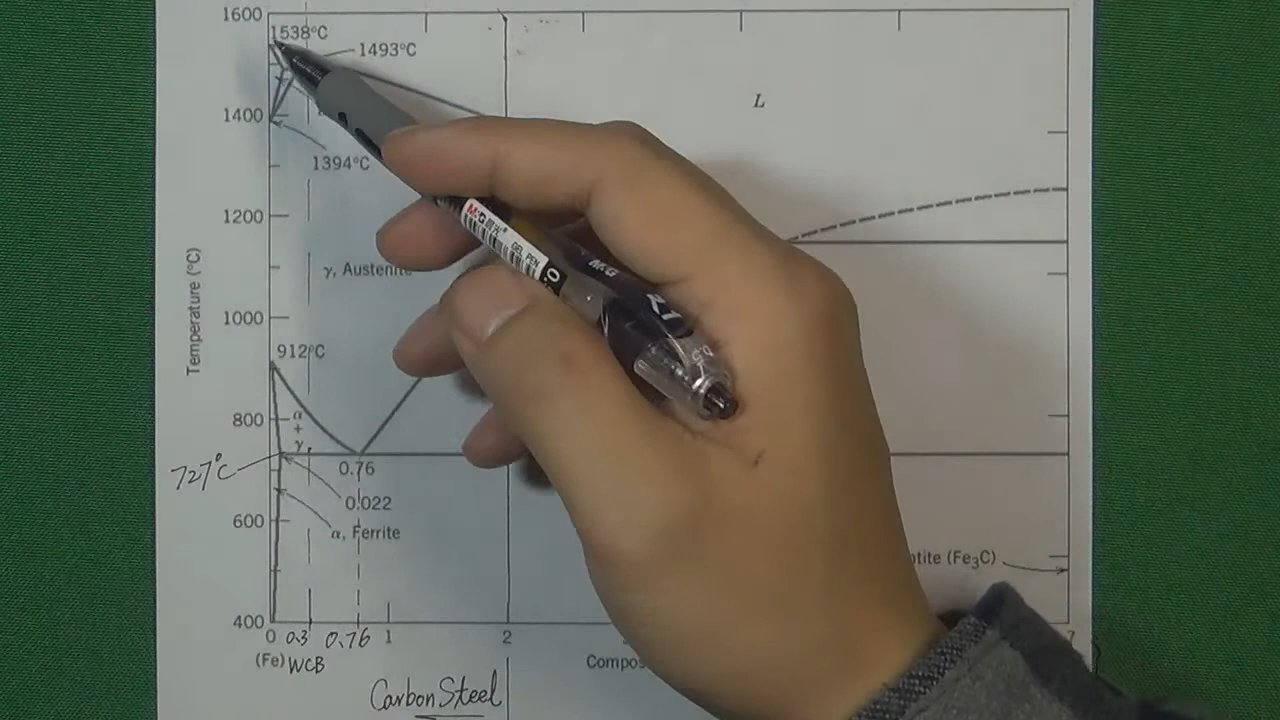 1600
1538°C
1493°C
L
1400
1394°C
1200
M&G
GEL PEN
0.
M&G
Temperature (°C)
γ, Austenite
1000
912°C
800
α
+
γ
727°C
0.76
0.022
600
α, Ferrite
ntite (Fe3C)
400
0 0.3 0.76 1 2 7
(Fe) WCB
Compos
Carbon Steel